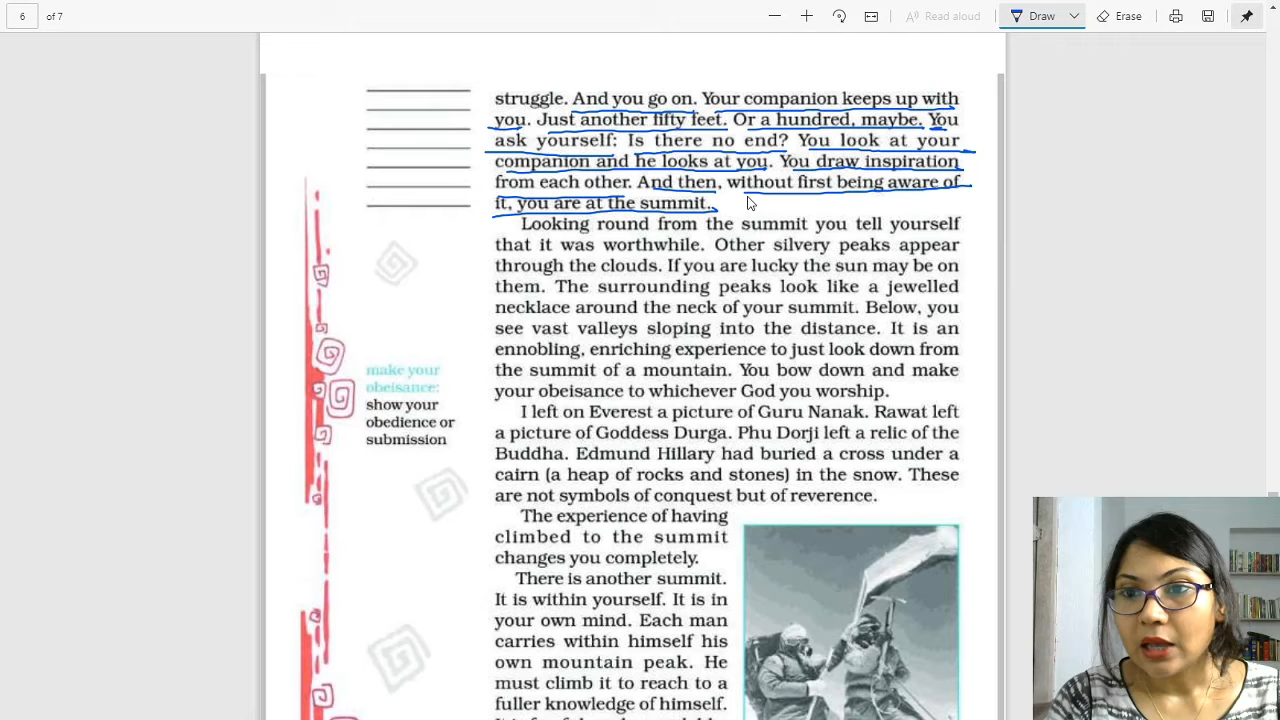 6 of 7
Read aloud
Draw
Erase
struggle. And you go on. Your companion keeps up with
you. Just another fifty feet. Or a hundred, maybe. You
ask yourself: Is there no end? You look at your
companion and he looks at you. You draw inspiration
from each other. And then, without first being aware of
it, you are at the summit.
Looking round from the summit you tell yourself
that it was worthwhile. Other silvery peaks appear
through the clouds. If you are lucky the sun may be on
them. The surrounding peaks look like a jewelled
necklace around the neck of your summit. Below, you
see vast valleys sloping into the distance. It is an
ennobling, enriching experience to just look down from
the summit of a mountain. You bow down and make
your obeisance to whichever God you worship.
make your
obeisance:
show your
obedience or
submission
I left on Everest a picture of Guru Nanak. Rawat left
a picture of Goddess Durga. Phu Dorji left a relic of the
Buddha. Edmund Hillary had buried a cross under a
cairn (a heap of rocks and stones) in the snow. These
are not symbols of conquest but of reverence.
The experience of having
climbed to the summit
changes you completely.
There is another summit.
It is within yourself. It is in
your own mind. Each man
carries within himself his
own mountain peak. He
must climb it to reach to a
fuller knowledge of himself.